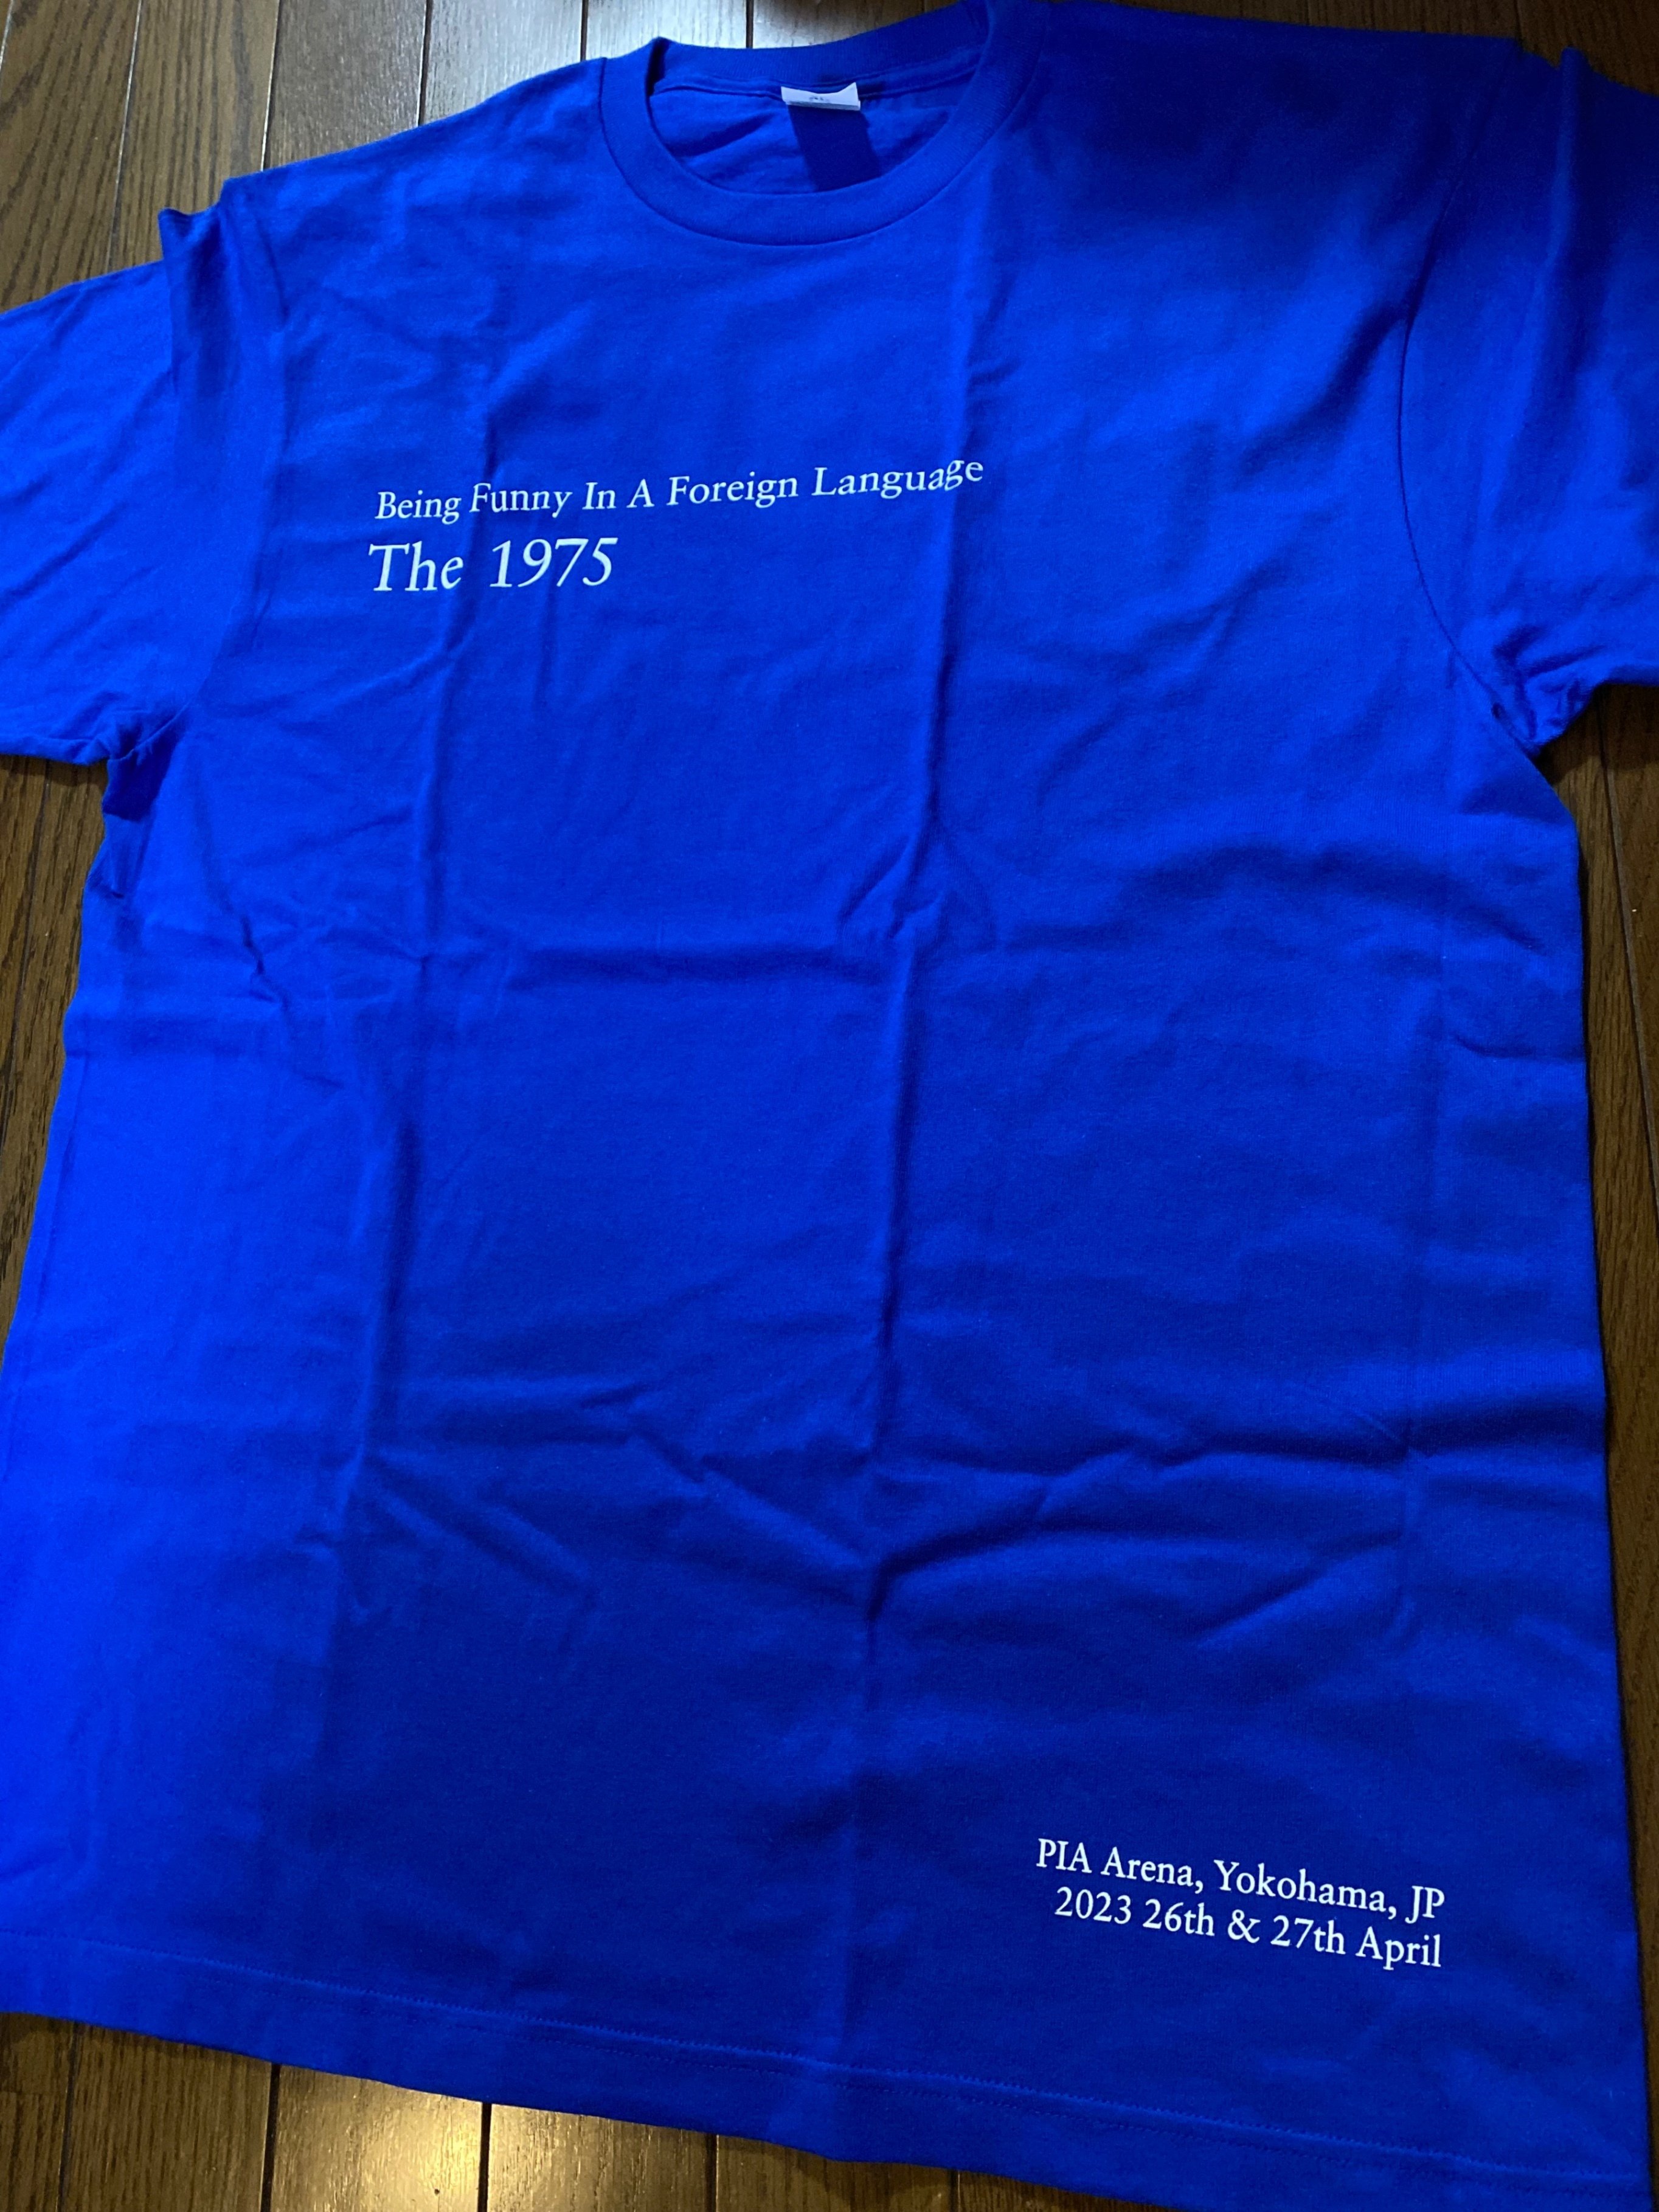 Being Funny In A Foreign Language
The 1975
PIA Arena, Yokohama, JP
2023 26th & 27th April